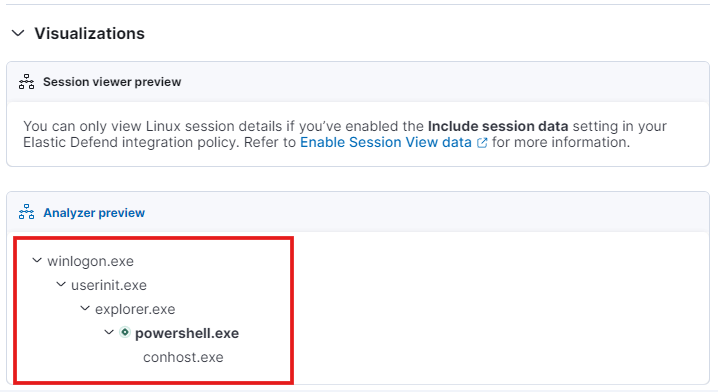 Visualizations
Session viewer preview
You can only view Linux session details if you’ve enabled the Include session data setting in your
Elastic Defend integration policy. Refer to Enable Session View data for more information.
Analyzer preview
winlogon.exe
userinit.exe
explorer.exe
powershell.exe
conhost.exe